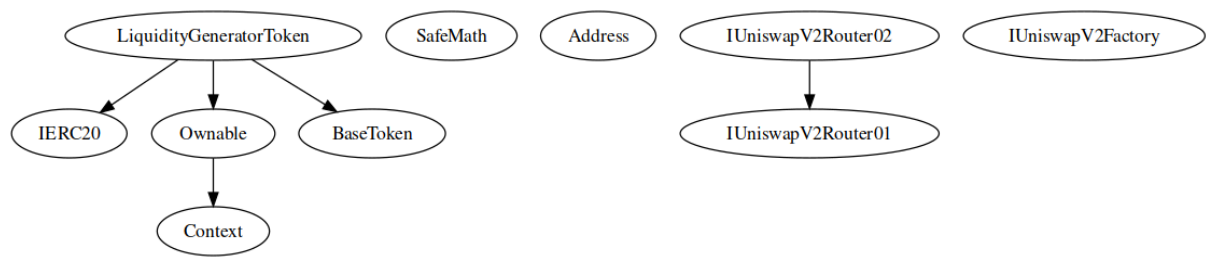 LiquidityGeneratorToken
SafeMath
Address
IUniswapV2Router02
IUniswapV2Factory
IERC20
Ownable
BaseToken
IUniswapV2Router01
Context